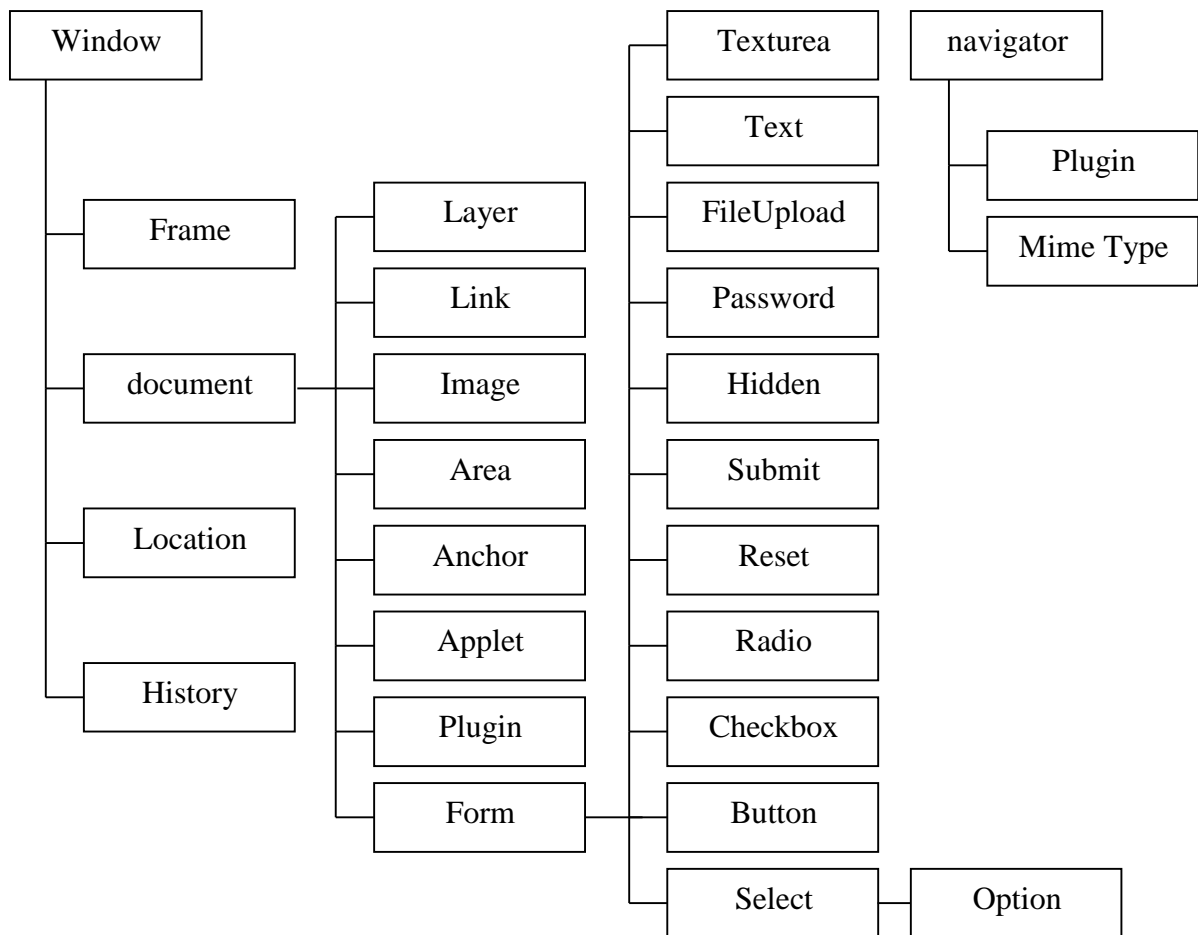 Window
Frame
document
Location
History
Layer
Link
Image
Area
Anchor
Applet
Plugin
Form
Texturea
Text
FileUpload
Password
Hidden
Submit
Reset
Radio
Checkbox
Button
Select
Option
navigator
Plugin
Mime Type